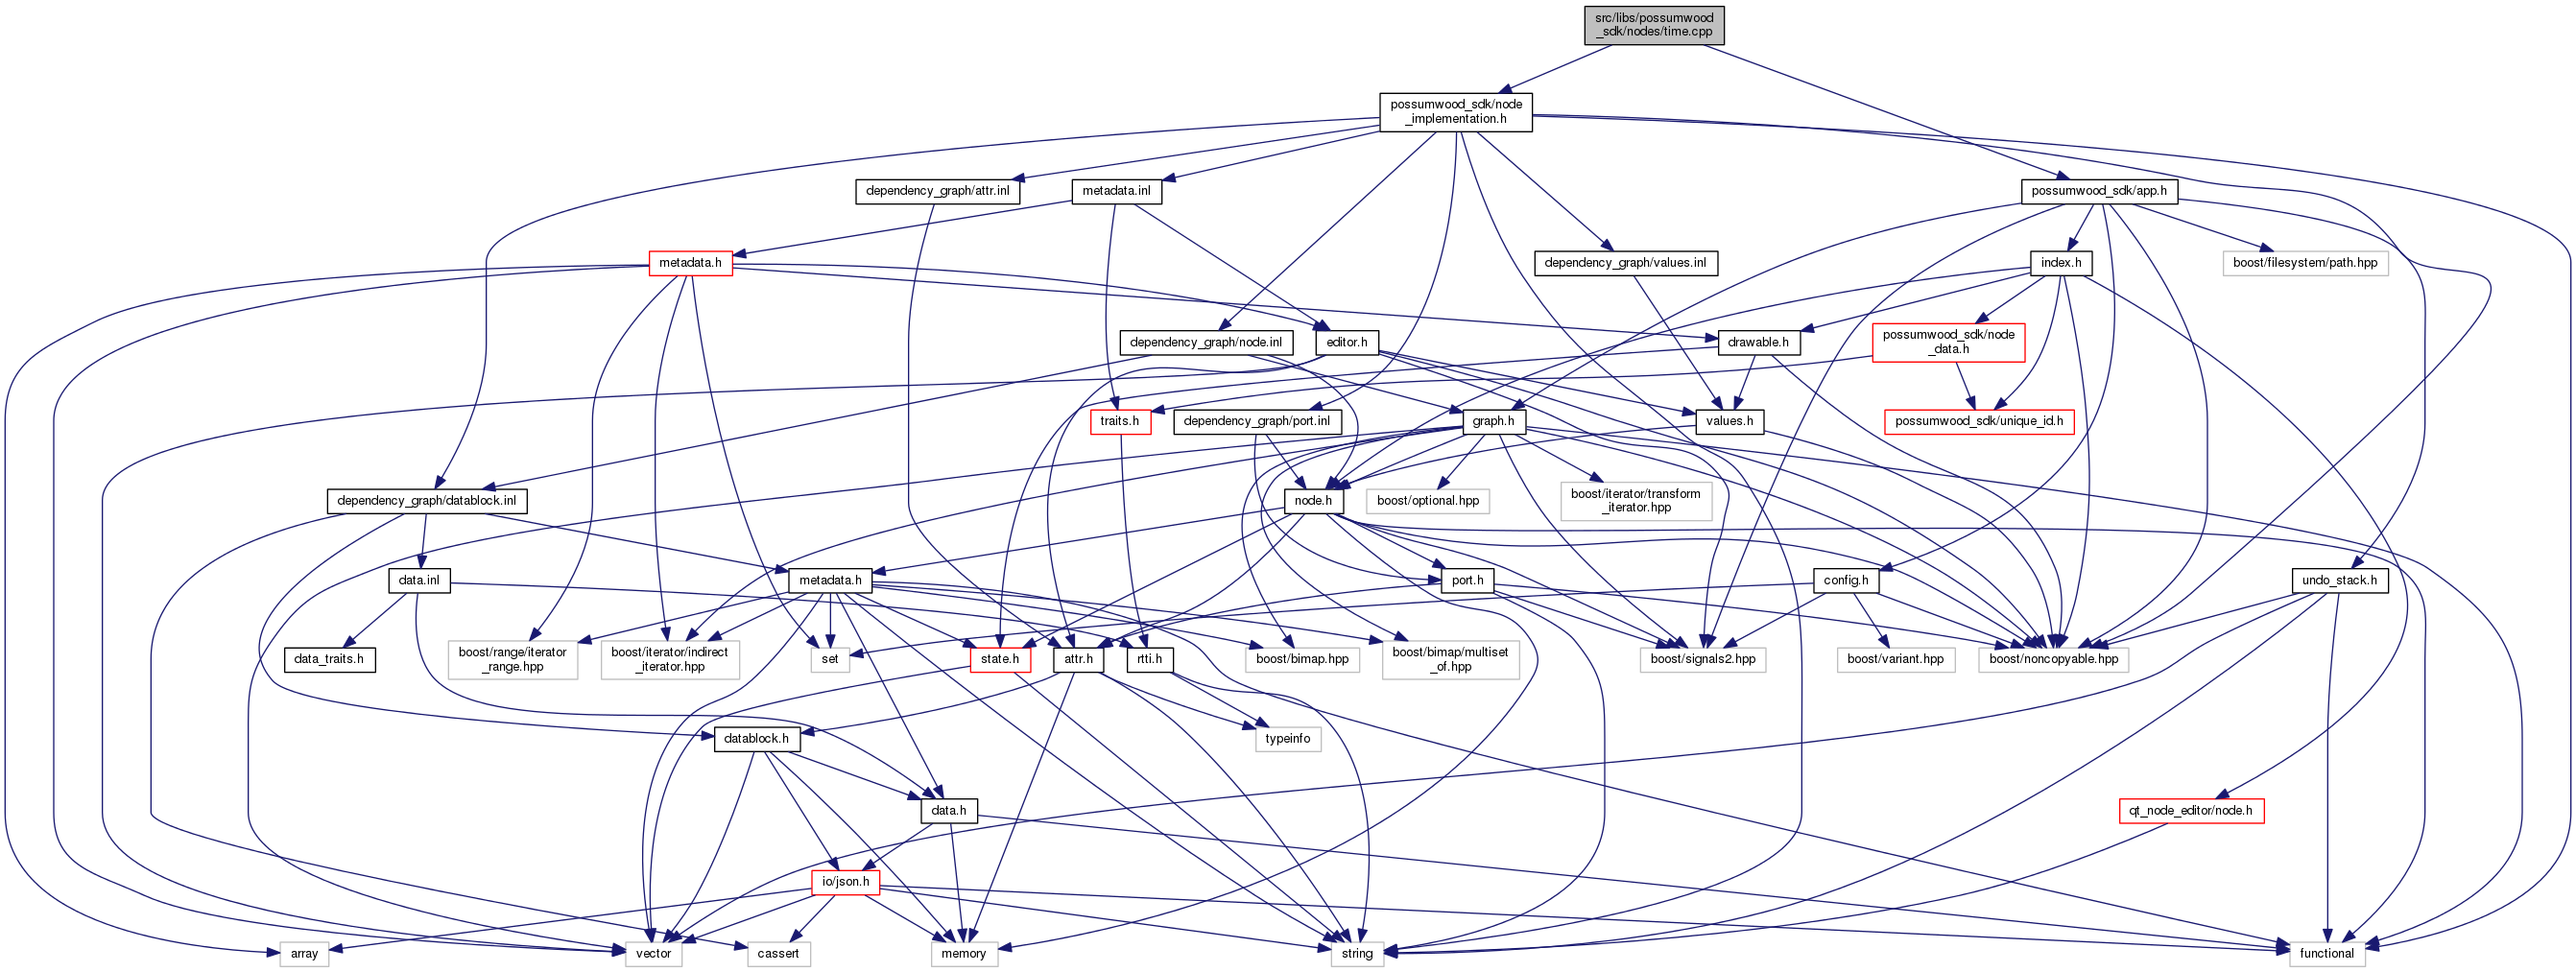 src/libs/possumwood
_sdk/nodes/time.cpp
possumwood_sdk/node
_implementation.h
dependency_graph/attr.inl
metadata.inl
possumwood_sdk/app.h
metadata.h
dependency_graph/values.inl
index.h
boost/filesystem/path.hpp
dependency_graph/node.inl
editor.h
drawable.h
possumwood_sdk/node
_data.h
traits.h
dependency_graph/port.inl
graph.h
values.h
possumwood_sdk/unique_id.h
dependency_graph/datablock.inl
node.h
boost/optional.hpp
boost/iterator/transform
_iterator.hpp
data.inl
metadata.h
port.h
config.h
undo_stack.h
data_traits.h
boost/range/iterator
_range.hpp
boost/iterator/indirect
_iterator.hpp
set
state.h
attr.h
rtti.h
boost/bimap.hpp
boost/bimap/multiset
_of.hpp
boost/signals2.hpp
boost/variant.hpp
boost/noncopyable.hpp
datablock.h
typeinfo
data.h
qt_node_editor/node.h
io/json.h
array
vector
cassert
memory
string
functional